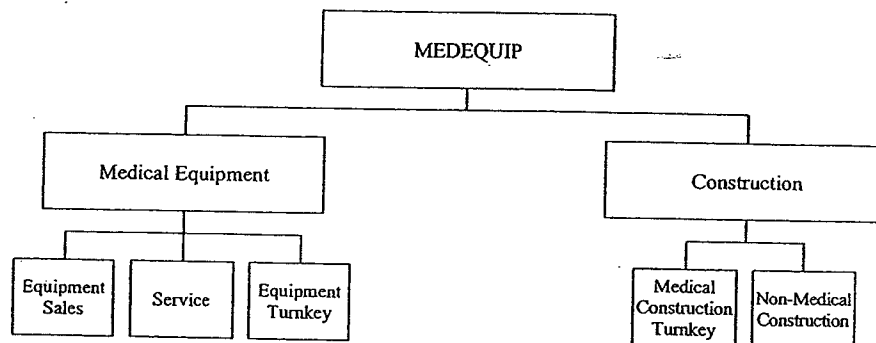 MEDEQUIP
Medical Equipment
Construction
Equipment
Sales
Service
Equipment
Turnkey
Medical
Construction
Turnkey
Non-Medical
Construction